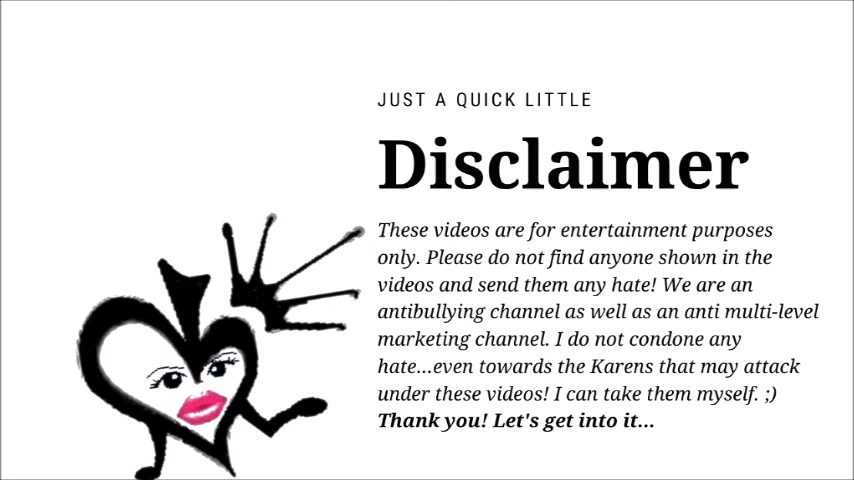 JUST A QUICK LITTLE
Disclaimer
These videos are for entertainment purposes
only. Please do not find anyone shown in the
videos and send them any hate! We are an
antibullying channel as well as an anti multi-level
marketing channel. I do not condone any
hate...even towards the Karens that may attack
under these videos! I can take them myself. ;)
Thank you! Let's get into it...